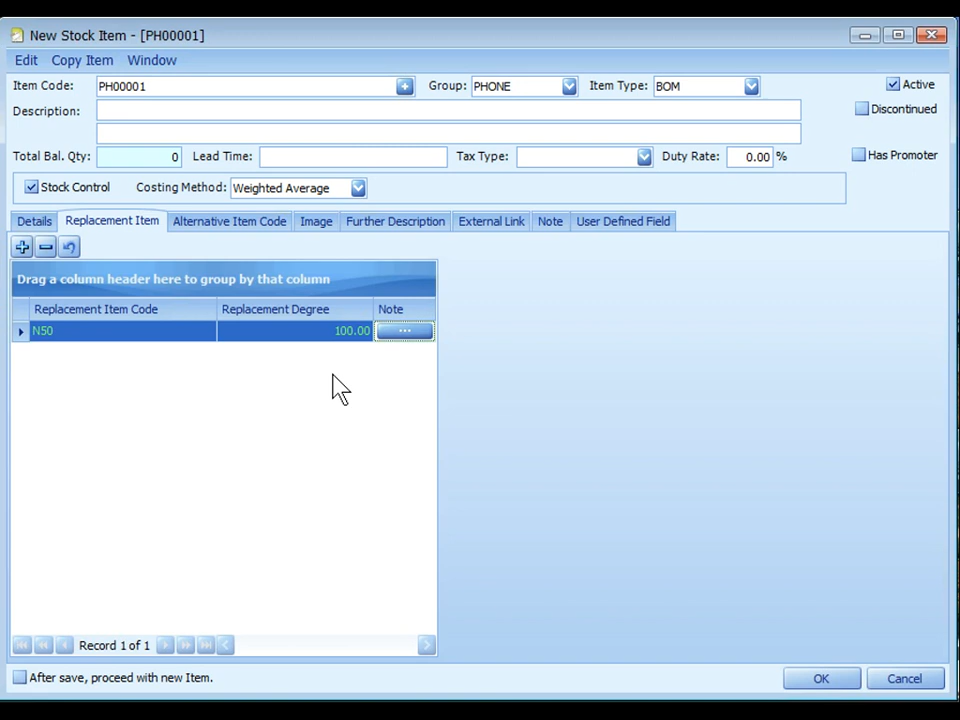 New Stock Item - [PH00001]
Edit Copy Item Window
Item Code: PH00001 Group: PHONE Item Type: BOM Active
Description: Discontinued
Total Bal. Qty: 0 Lead Time: Tax Type: Duty Rate: 0.00 % Has Promoter
Stock Control Costing Method: Weighted Average
Details Replacement Item Alternative Item Code Image Further Description External Link Note User Defined Field
Drag a column header here to group by that column
Replacement Item Code Replacement Degree Note
N50 100.00 ...
Record 1 of 1
After save, proceed with new Item. OK Cancel